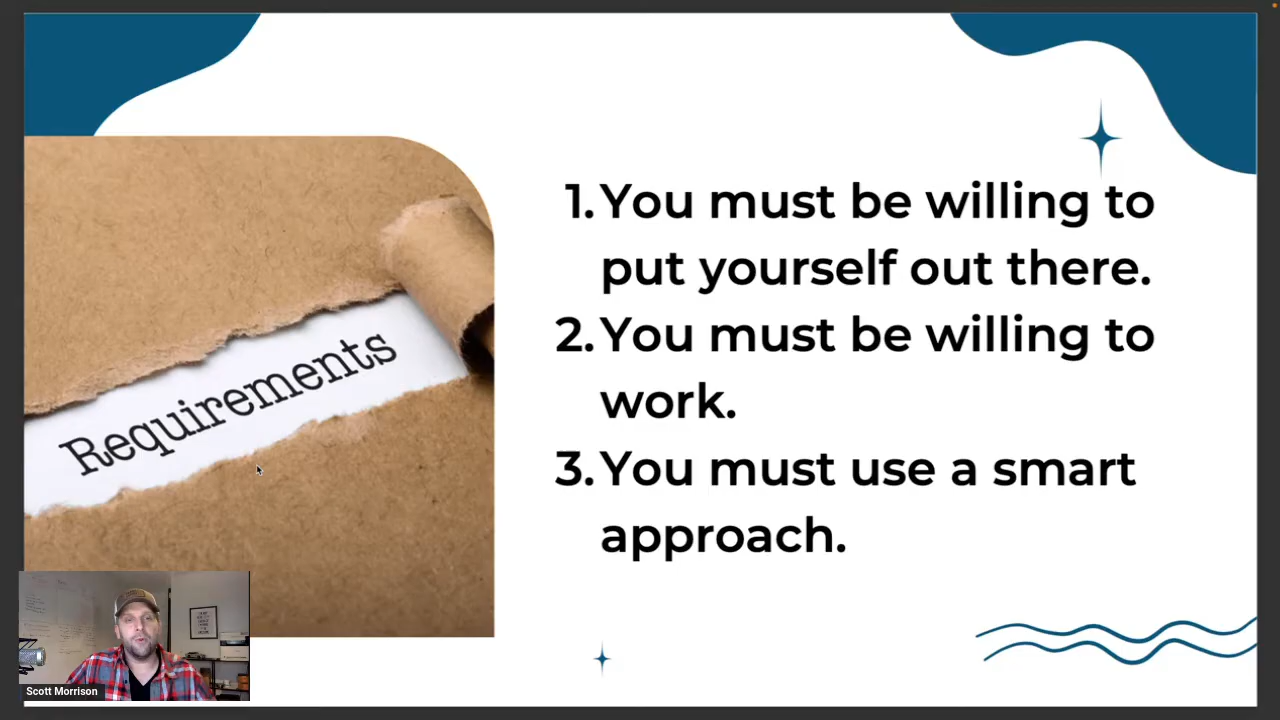 1. You must be willing to
put yourself out there.
2. You must be willing to
work.
3. You must use a smart
approach.
Requirements
Scott Morrison